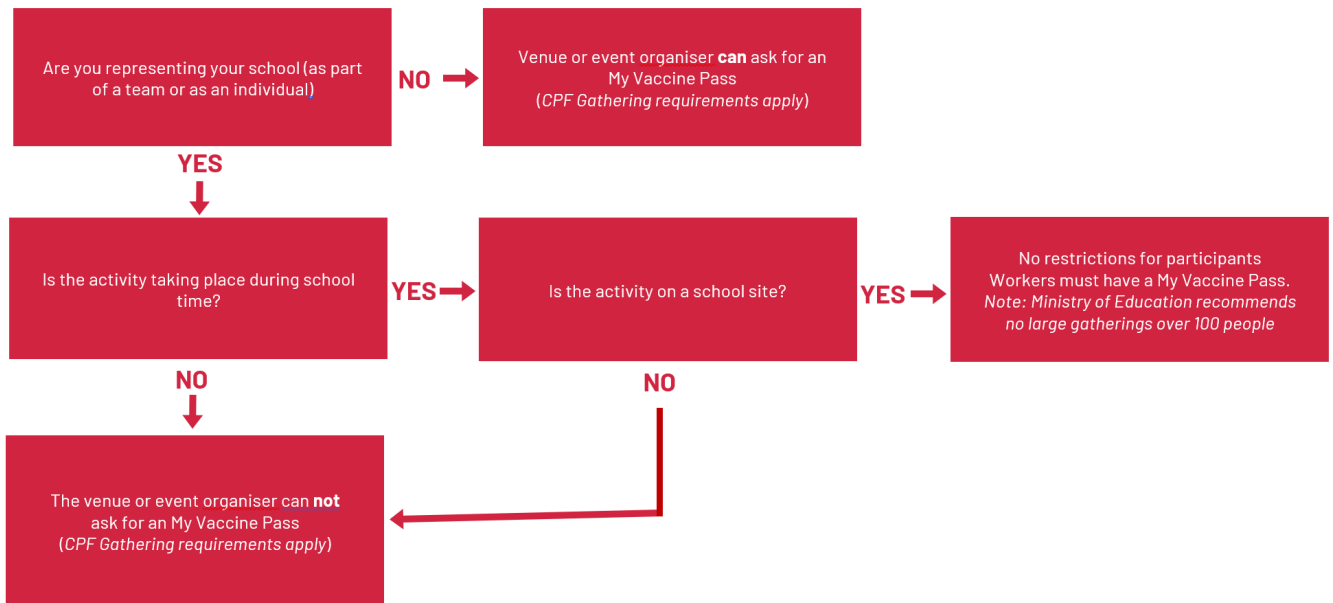 Are you representing your school (as part
of a team or as an individual)
NO
Venue or event organiser can ask for an
My Vaccine Pass
(CPF Gathering requirements apply)
YES
Is the activity taking place during school
time?
YES
Is the activity on a school site?
YES
No restrictions for participants
Workers must have a My Vaccine Pass.
Note: Ministry of Education recommends
no large gatherings over 100 people
NO
NO
The venue or event organiser can not
ask for an My Vaccine Pass
(CPF Gathering requirements apply)